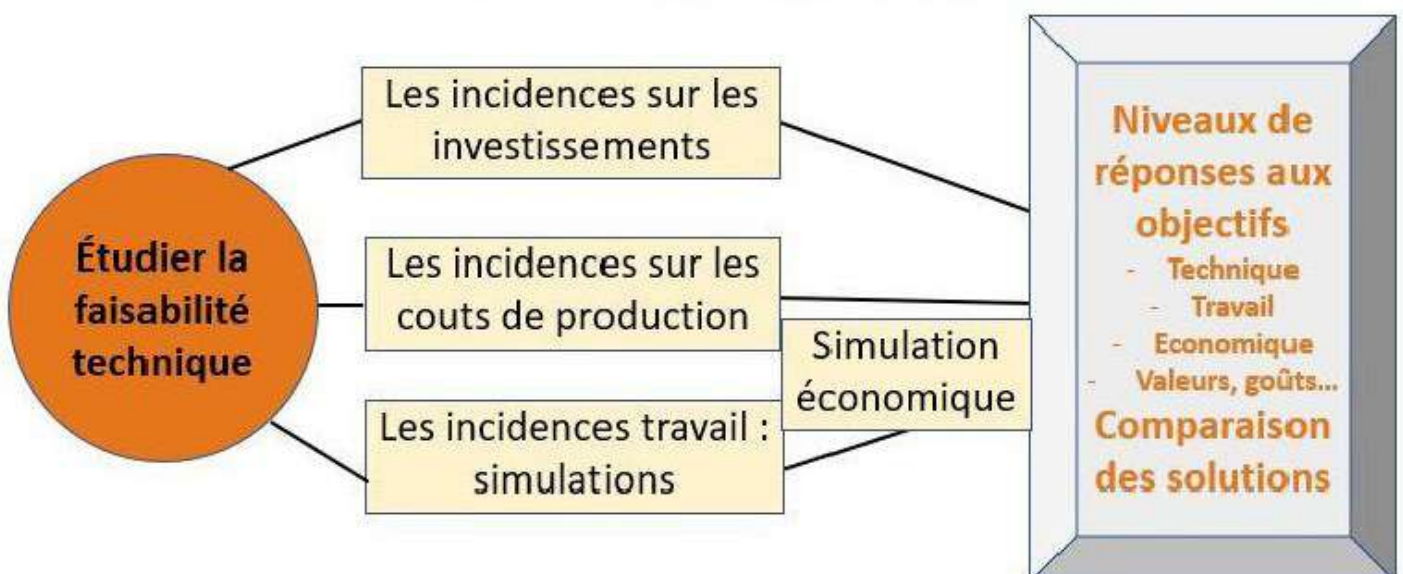 Étudier la
faisabilité
technique
Les incidences sur les
investissements
Les incidences sur les
couts de production
Les incidences travail :
simulations
Simulation
économique
Niveaux de
réponses aux
objectifs
- Technique
- Travail
- Economique
- Valeurs, goûts...
Comparaison
des solutions